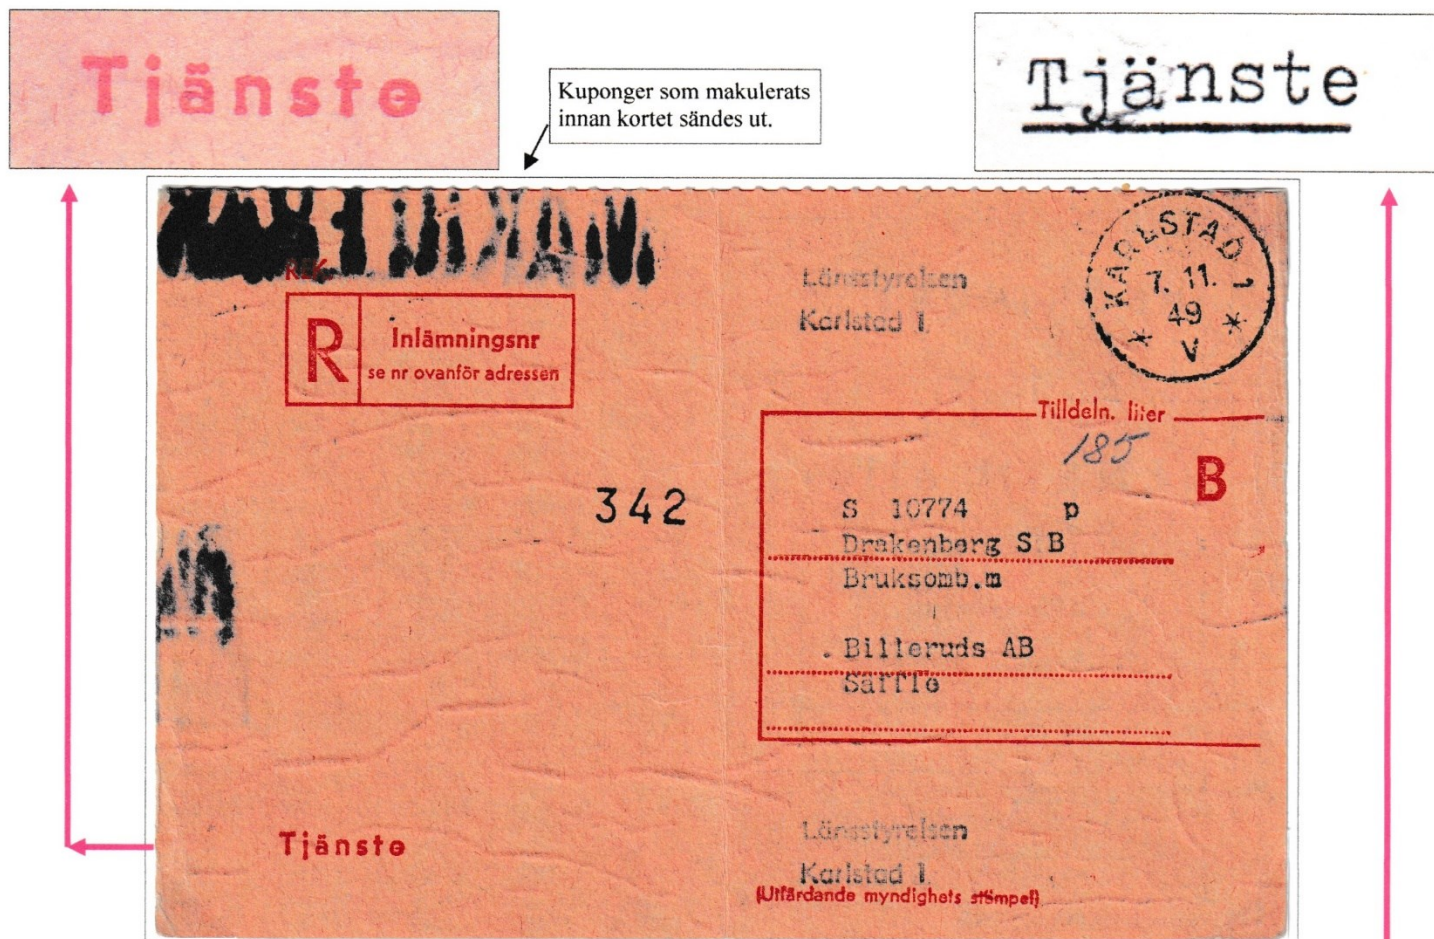 Tjänste
Kuponger som makulerats
innan kortet sändes ut.
Tjänste
REK
R
Inlämningsnr
se nr ovanför adressen
Länsstyrelsen
Karlstad 1
KARLSTAD 1
7. 11.
49
V
Tilldeln. liter
185
B
342
S 10774 p
Drakenberg S B
Bruksomb.m
Billeruds AB
Säffle
Tjänste
Länsstyrelsen
Karlstad 1
(Utfärdande myndighets stämpel)